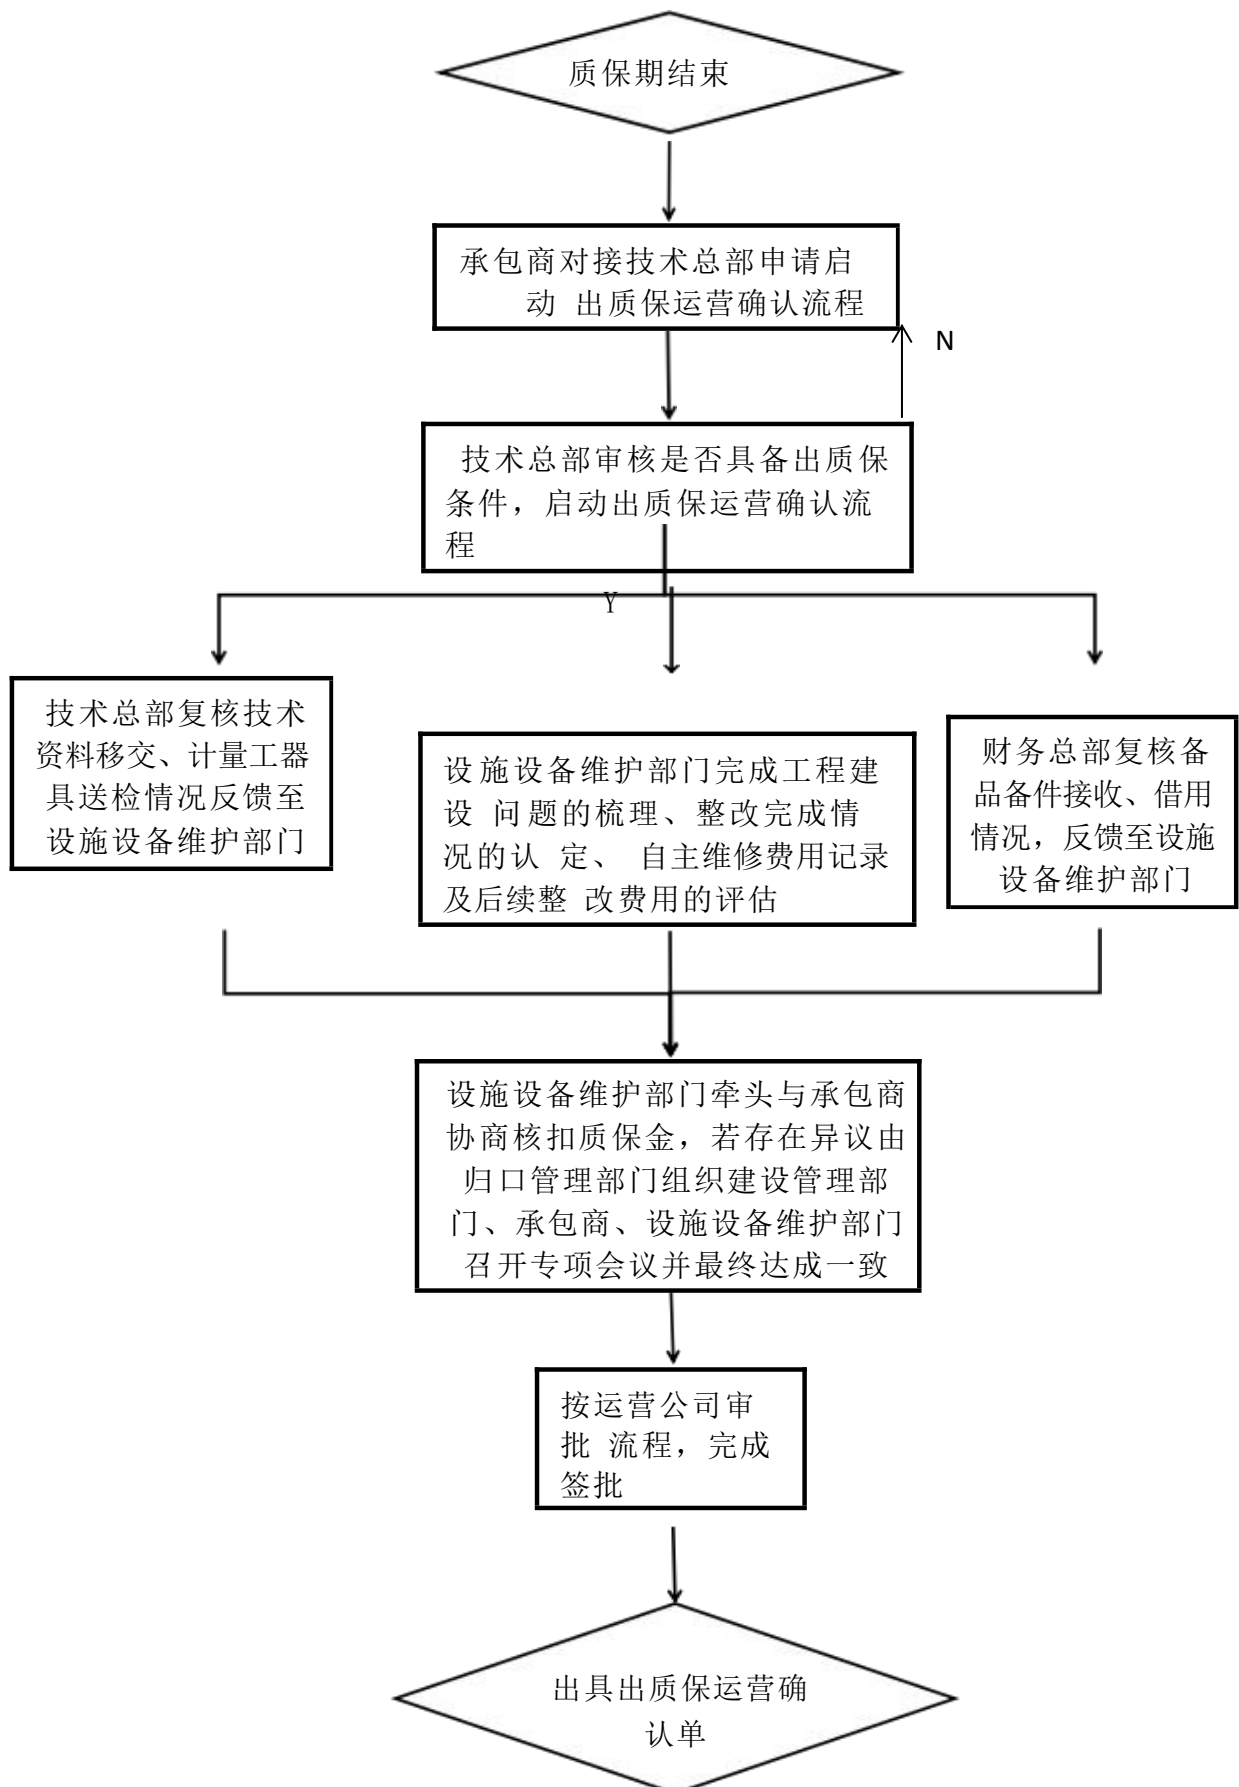 质保期结束
承包商对接技术总部申请启
动 出质保运营确认流程
N
技术总部审核是否具备出质保
条件，启动出质保运营确认流
程
Y
技术总部复核技术
资料移交、计量工器
具送检情况反馈至
设施设备维护部门
设施设备维护部门完成工程建
设 问题的梳理、整改完成情
况的认 定、 自主维修费用记录
及后续整 改费用的评估
财务总部复核备
品备件接收、借用
情况，反馈至设施
设备维护部门
设施设备维护部门牵头与承包商
协商核扣质保金，若存在异议由
归口管理部门组织建设管理部
门、承包商、设施设备维护部门
召开专项会议并最终达成一致
按运营公司审
批 流程，完成
签批
出具出质保运营确
认单